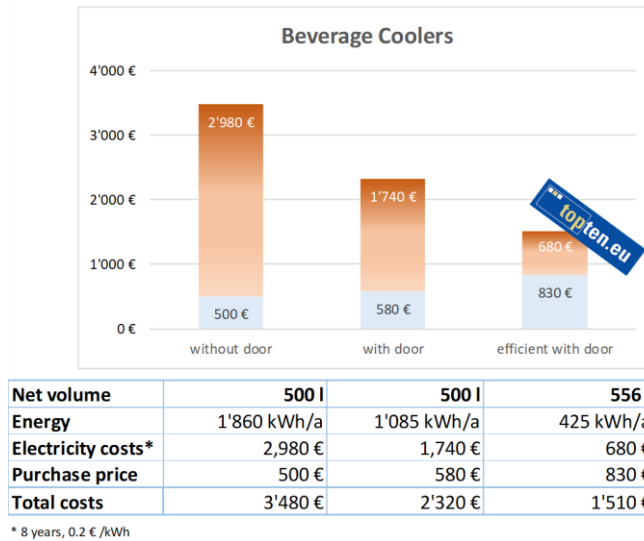 Beverage Coolers
4'000 €
3'000 €
2'000 €
1'000 €
0 €
2'980 €
500 €
1'740 €
580 €
680 €
830 €
topten.eu
without door
with door
efficient with door
Net volume 500 l 500 l 556
Energy 1'860 kWh/a 1'085 kWh/a 425 kWh/a
Electricity costs* 2,980 € 1,740 € 680 €
Purchase price 500 € 580 € 830 €
Total costs 3'480 € 2'320 € 1'510 €
* 8 years, 0.2 € /kWh